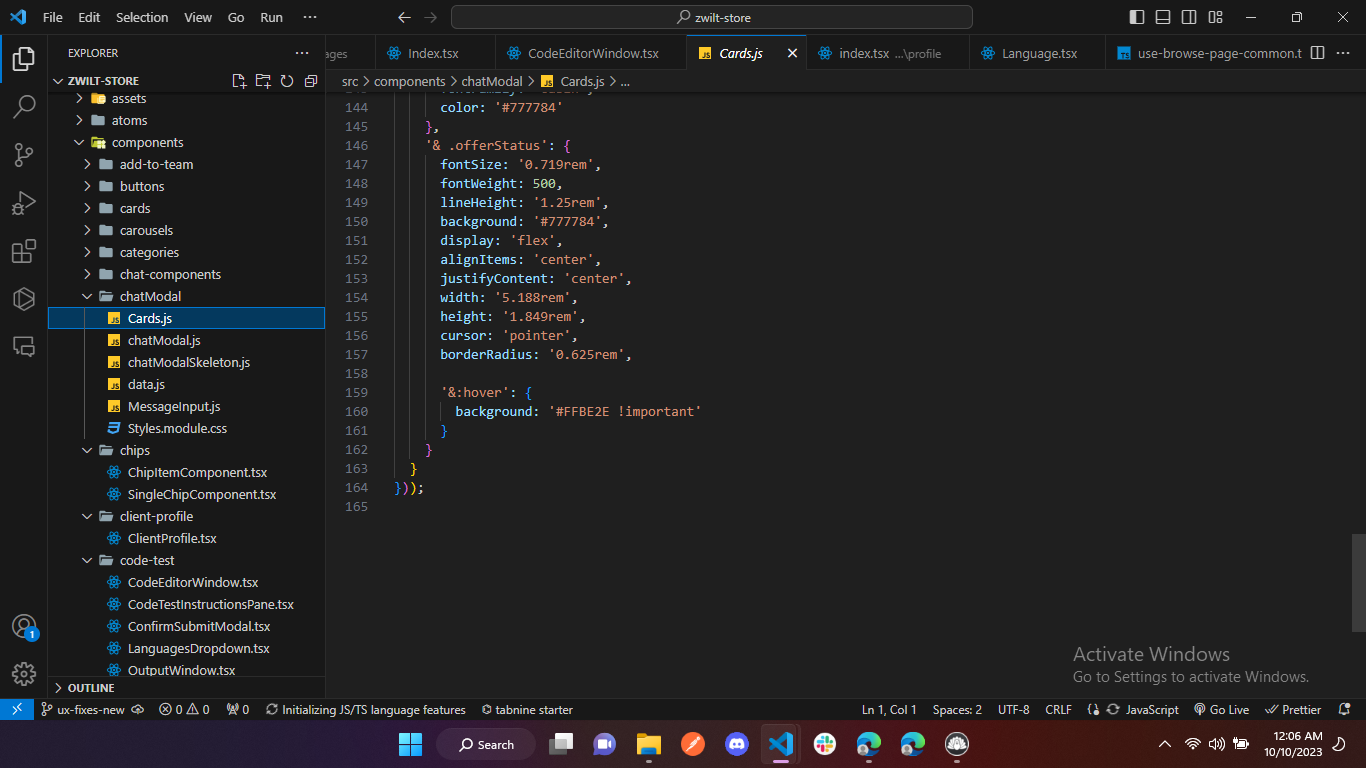 File Edit Selection View Go Run ···
zwilt-store
EXPLORER
ages Index.tsx CodeEditorWindow.tsx Cards.js index.tsx ...\profile Language.tsx use-browse-page-common.t
ZWILT-STORE
src > components > chatModal > Cards.js > ...
assets
atoms
components
add-to-team
buttons
cards
carousels
categories
chat-components
chatModal
Cards.js
chatModal.js
chatModalSkeleton.js
data.js
MessageInput.js
Styles.module.css
chips
ChipItemComponent.tsx
SingleChipComponent.tsx
client-profile
ClientProfile.tsx
code-test
CodeEditorWindow.tsx
CodeTestInstructionsPane.tsx
ConfirmSubmitModal.tsx
LanguagesDropdown.tsx
OutputWindow.tsx
OUTLINE
144 color: '#777784'
145 },
146 '& .offerStatus': {
147 fontSize: '0.719rem',
148 fontWeight: 500,
149 lineHeight: '1.25rem',
150 background: '#777784',
151 display: 'flex',
152 alignItems: 'center',
153 justifyContent: 'center',
154 width: '5.188rem',
155 height: '1.849rem',
156 cursor: 'pointer',
157 borderRadius: '0.625rem',
158
159 '&:hover': {
160 background: '#FFBE2E !important'
161 }
162 }
163 }
164 }));
165
Activate Windows
Go to Settings to activate Windows.
1
ux-fixes-new 0 0 0 Initializing JS/TS language features tabnine starter Ln 1, Col 1 Spaces: 2 UTF-8 CRLF {} JavaScript Go Live Prettier
Search
12:06 AM
10/10/2023